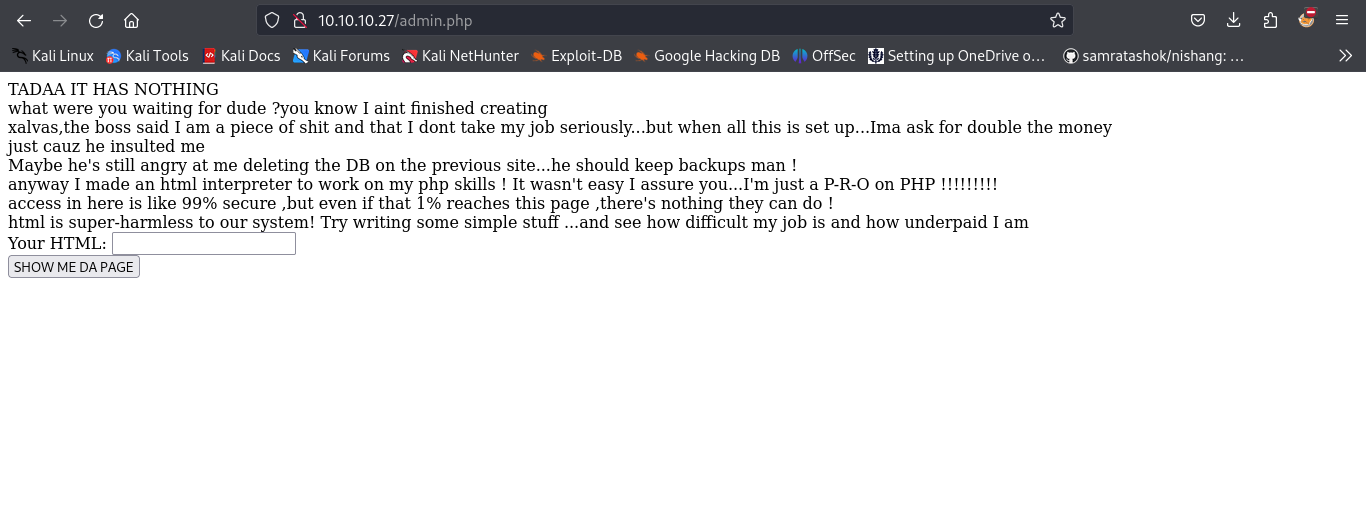 10.10.10.27/admin.php
Kali Linux Kali Tools Kali Docs Kali Forums Kali NetHunter Exploit-DB Google Hacking DB OffSec Setting up OneDrive o... samratashok/nishang: ...
TADAA IT HAS NOTHING
what were you waiting for dude ?you know I aint finished creating
xalvas,the boss said I am a piece of shit and that I dont take my job seriously...but when all this is set up...Ima ask for double the money
just cauz he insulted me
Maybe he's still angry at me deleting the DB on the previous site...he should keep backups man !
anyway I made an html interpreter to work on my php skills ! It wasn't easy I assure you...I'm just a P-R-O on PHP !!!!!!!!!
access in here is like 99% secure ,but even if that 1% reaches this page ,there's nothing they can do !
html is super-harmless to our system! Try writing some simple stuff ...and see how difficult my job is and how underpaid I am
Your HTML:
SHOW ME DA PAGE